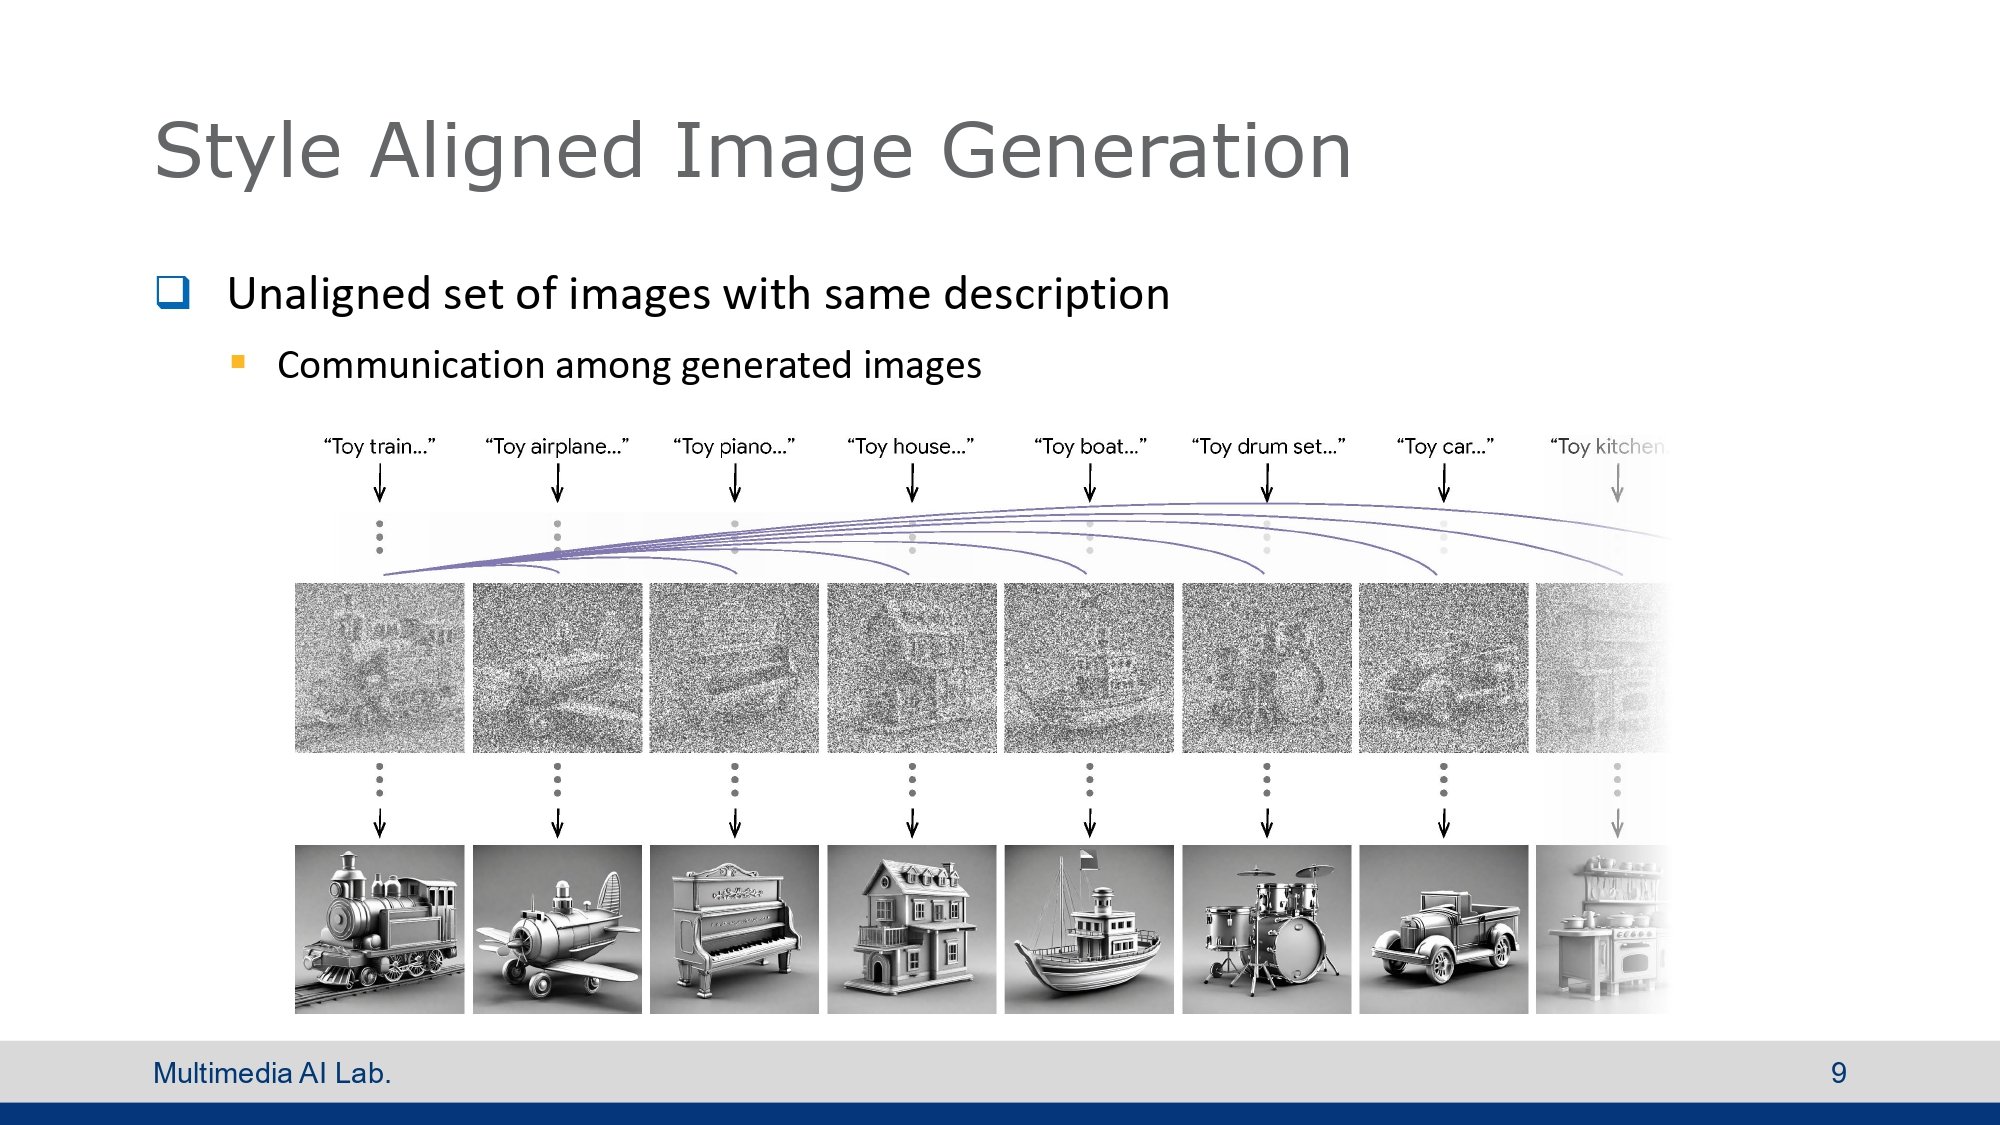 Style Aligned Image Generation
Unaligned set of images with same description
Communication among generated images
“Toy train...” “Toy airplane...” “Toy piano...” “Toy house...” “Toy boat...” “Toy drum set...” “Toy car...” “Toy kitchen.
Multimedia AI Lab. 9